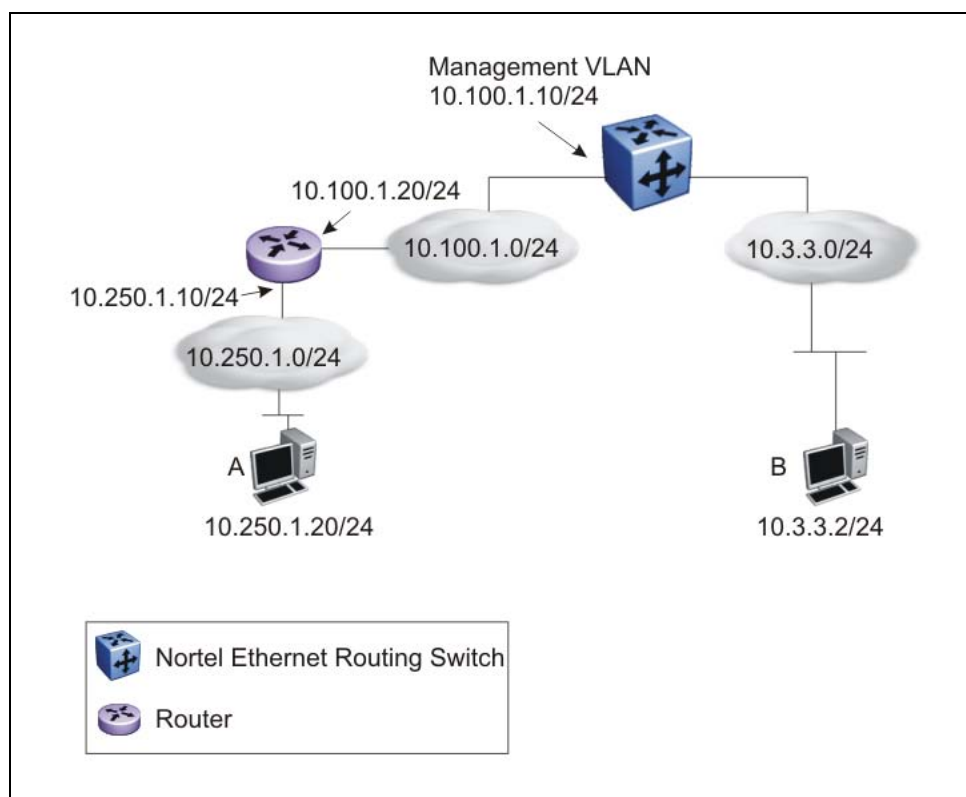 Management VLAN
10.100.1.10/24
10.100.1.20/24
10.100.1.0/24
10.3.3.0/24
10.250.1.10/24
10.250.1.0/24
A
B
10.250.1.20/24
10.3.3.2/24
Nortel Ethernet Routing Switch
Router